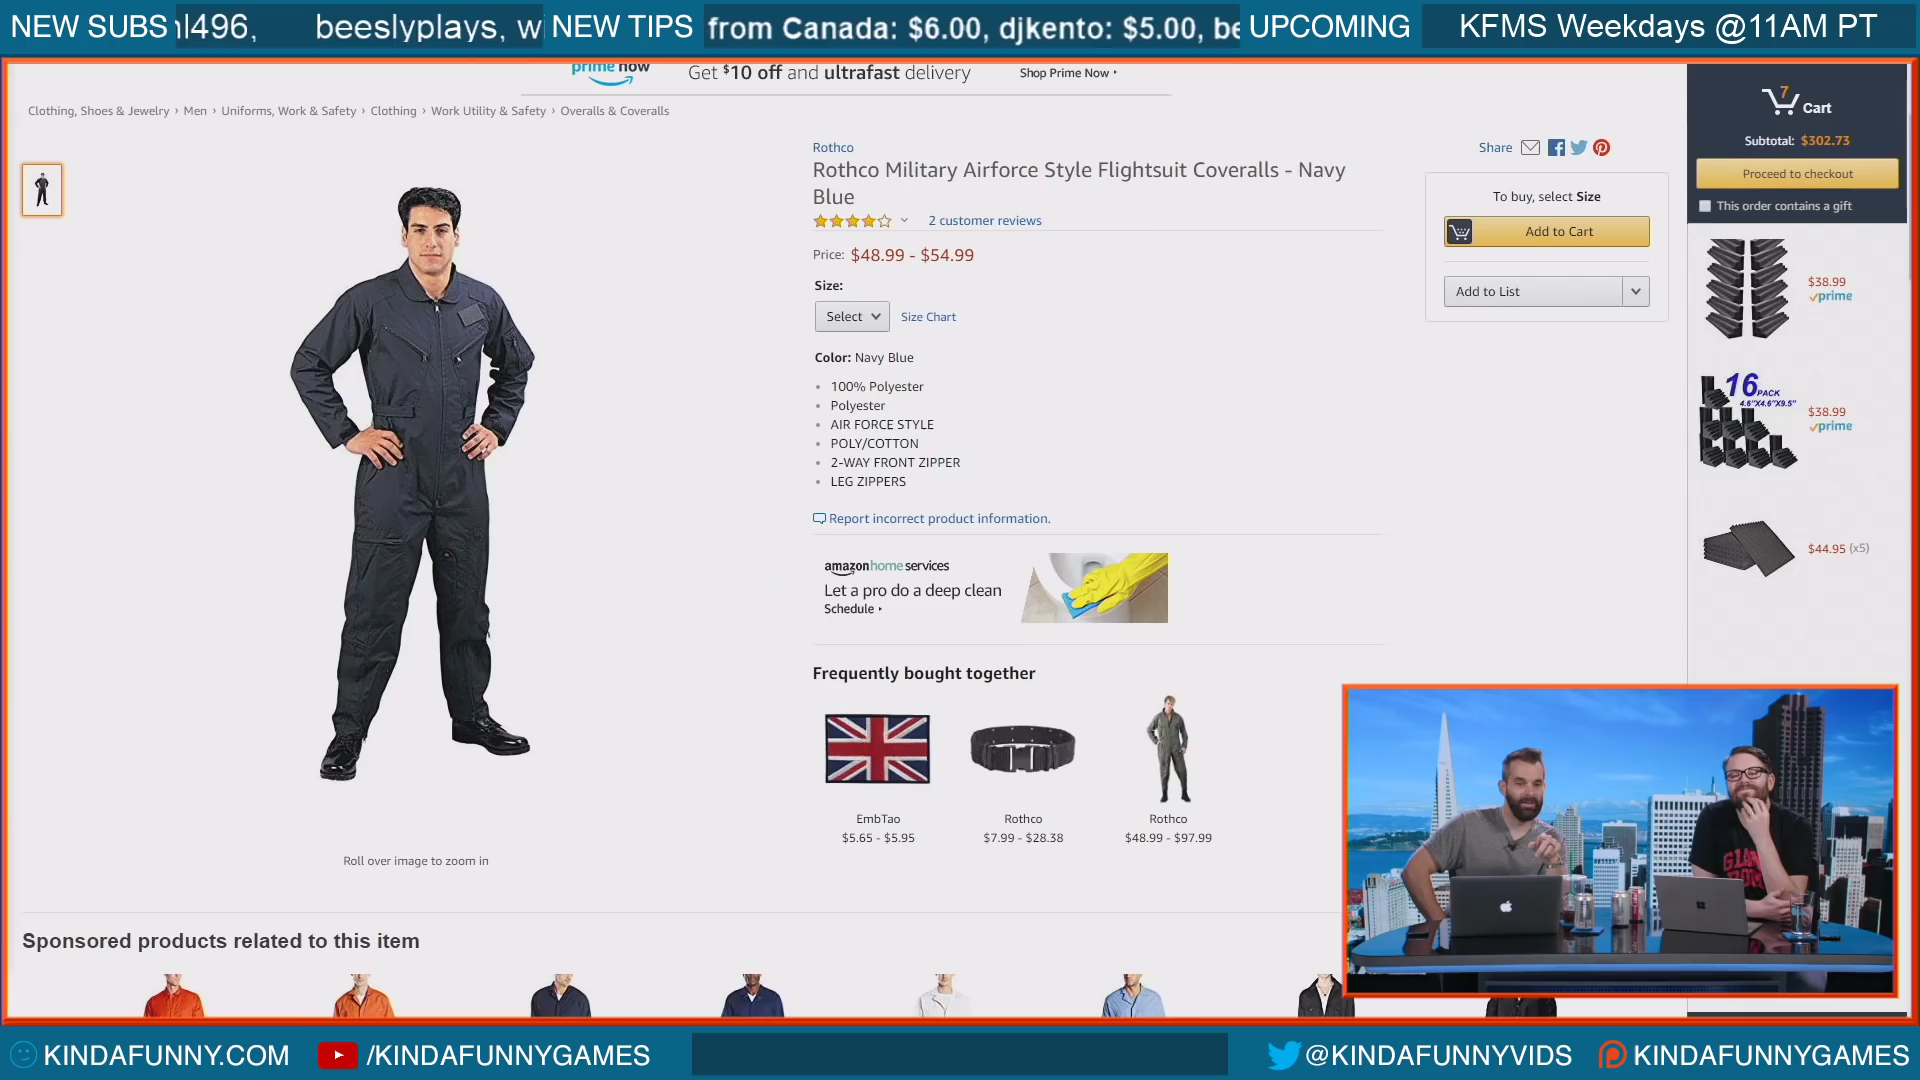 NEW SUBS
nl496, beeslyplays, wi
NEW TIPS
from Canada: $6.00, djkento: $5.00, be
UPCOMING
KFMS Weekdays @11AM PT
prime now
Get $10 off and ultrafast delivery
Shop Prime Now
Clothing, Shoes & Jewelry › Men › Uniforms, Work & Safety › Clothing › Work Utility & Safety › Overalls & Coveralls
Rothco
Rothco Military Airforce Style Flightsuit Coveralls - Navy
Blue
2 customer reviews
Price: $48.99 - $54.99
Size:
Select
Size Chart
Color: Navy Blue
100% Polyester
Polyester
AIR FORCE STYLE
POLY/COTTON
2-WAY FRONT ZIPPER
LEG ZIPPERS
Report incorrect product information.
amazon home services
Let a pro do a deep clean
Schedule
Frequently bought together
EmbTao
$5.65 - $5.95
Rothco
$7.99 - $28.38
Rothco
$48.99 - $97.99
Roll over image to zoom in
Sponsored products related to this item
Share
To buy, select Size
Add to Cart
Add to List
7
Cart
Subtotal: $302.73
Proceed to checkout
This order contains a gift
$38.99
prime
16 PACK
4.6"X4.6"X9.5"
$38.99
prime
$44.95 (x5)
KINDAFUNNY.COM
/KINDAFUNNYGAMES
@KINDAFUNNYVIDS
KINDAFUNNYGAMES